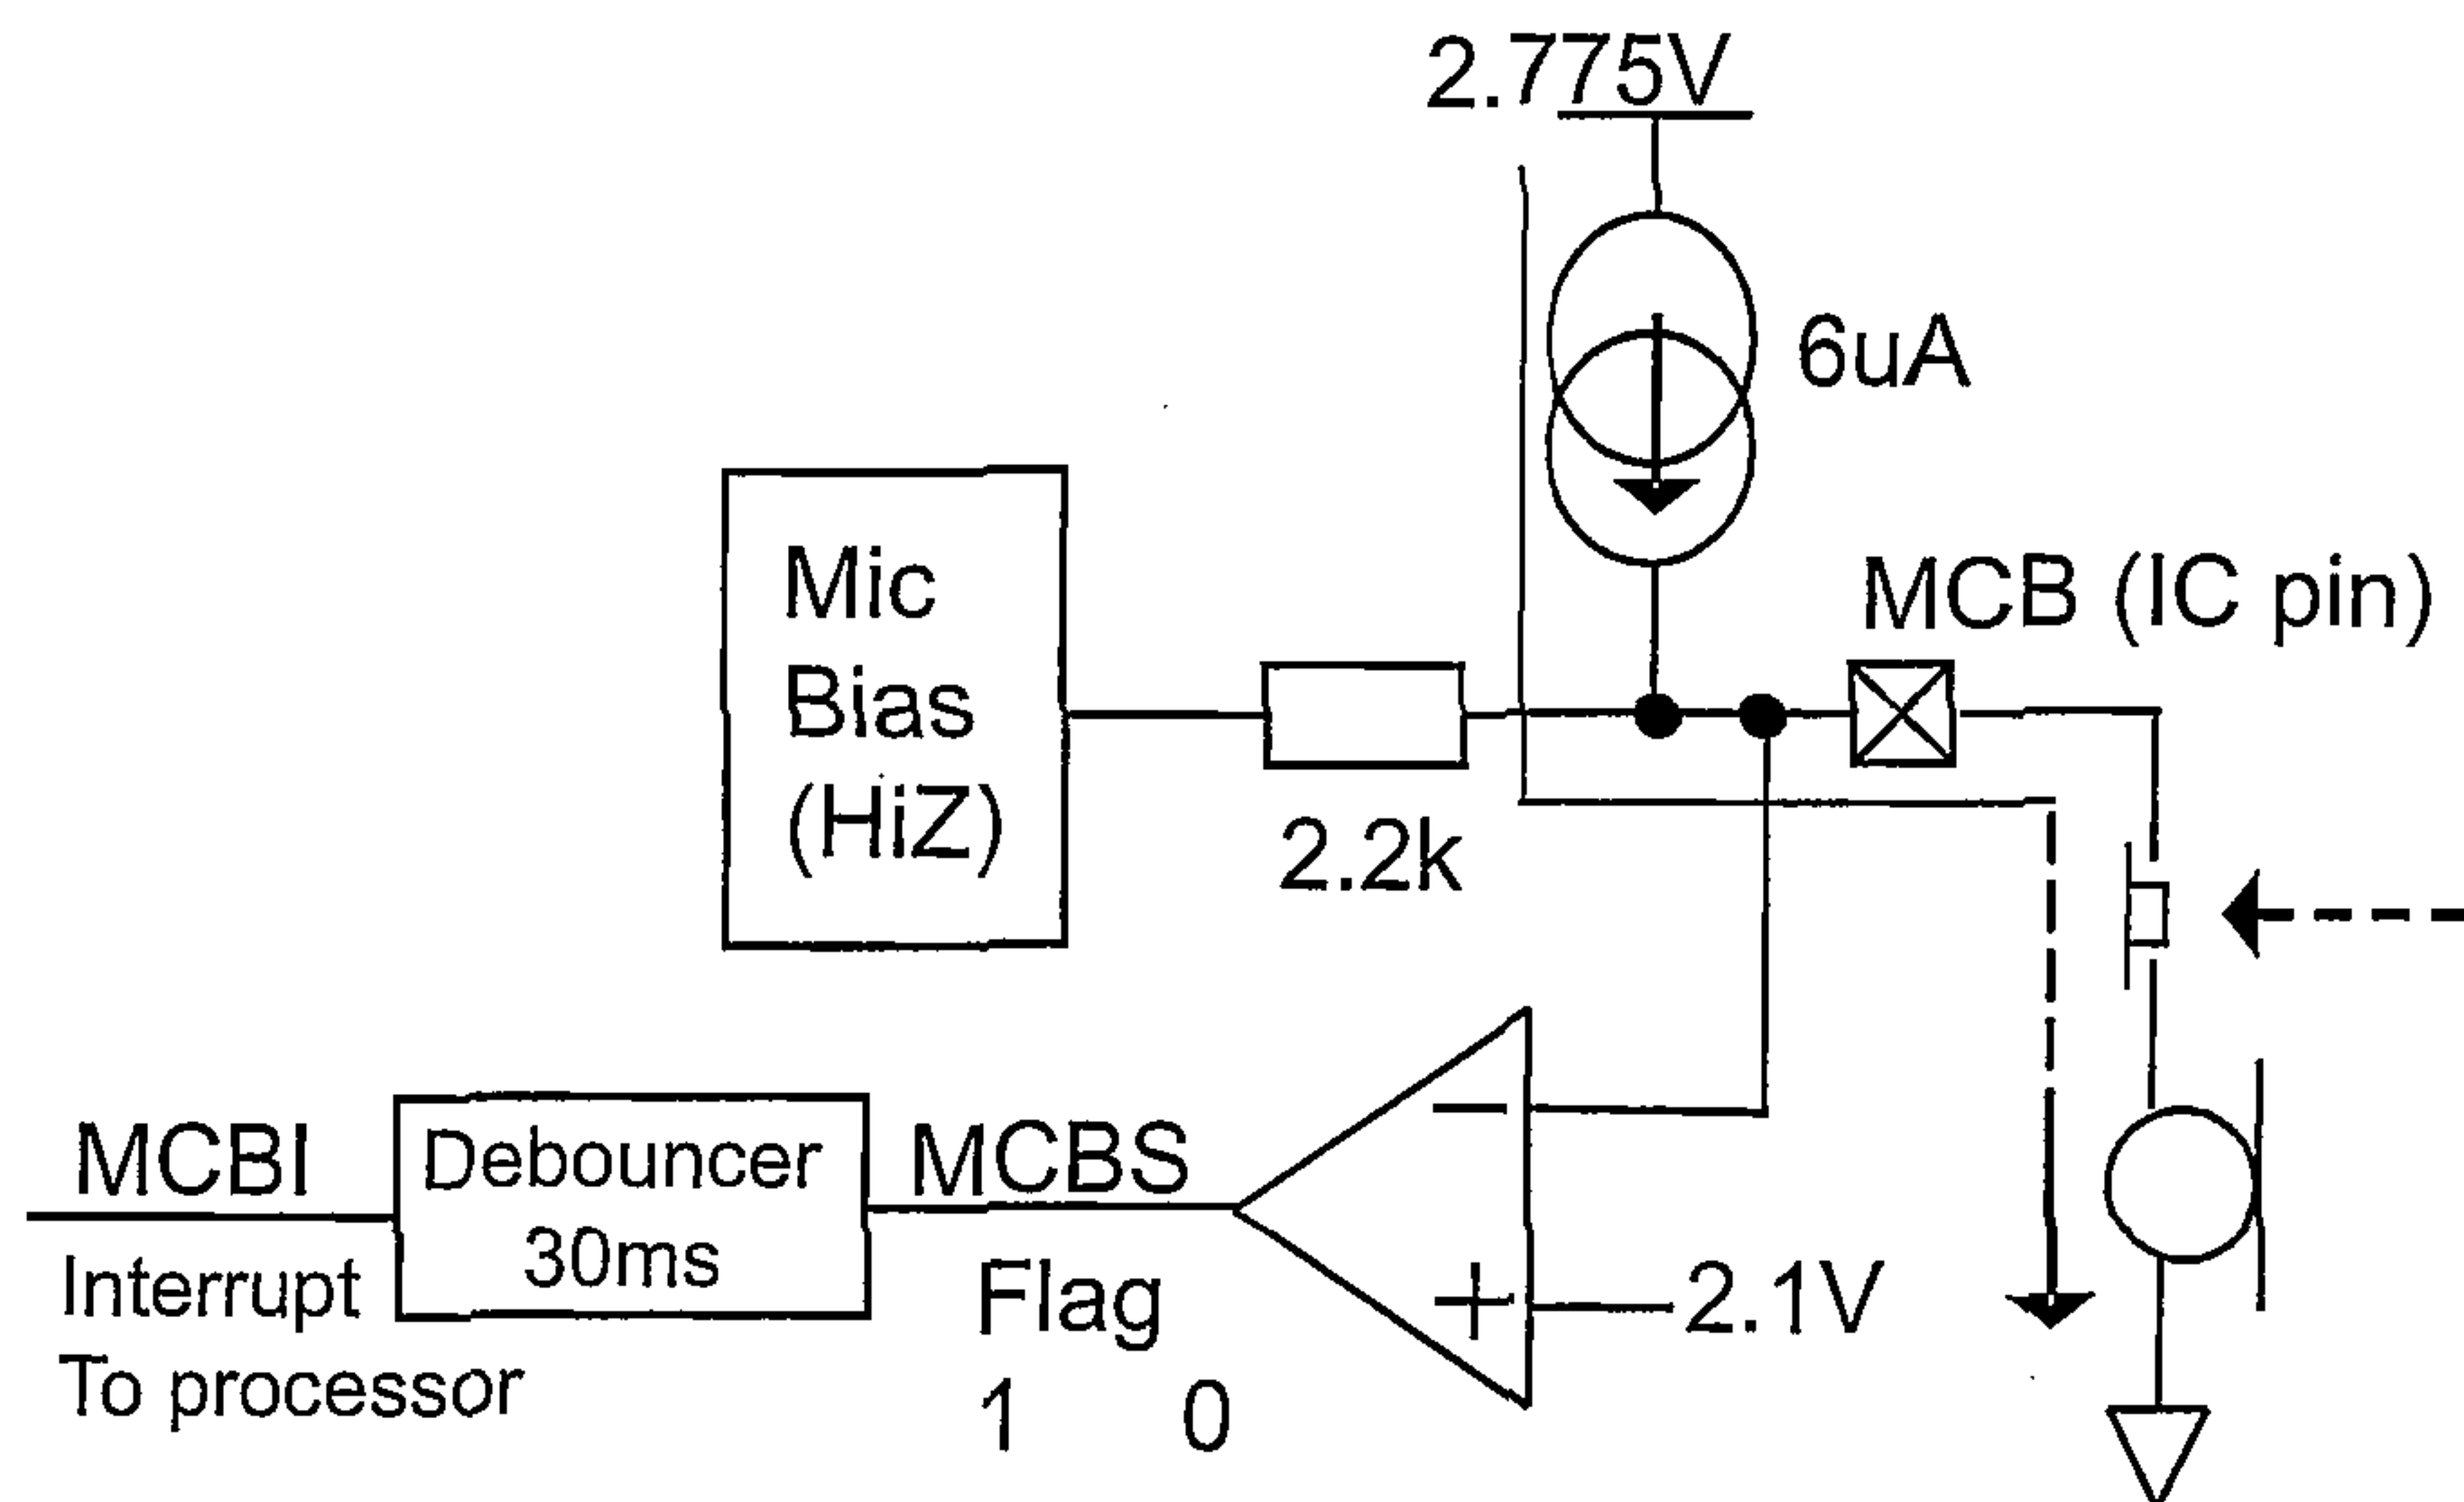 2.775V
6uA
MCB (IC pin)
Mic
Bias
(HiZ)
2.2k
MCBI
Debouncer
30ms
MCBS
Interrupt
To processor
Flag
1 0
−
+
2.1V